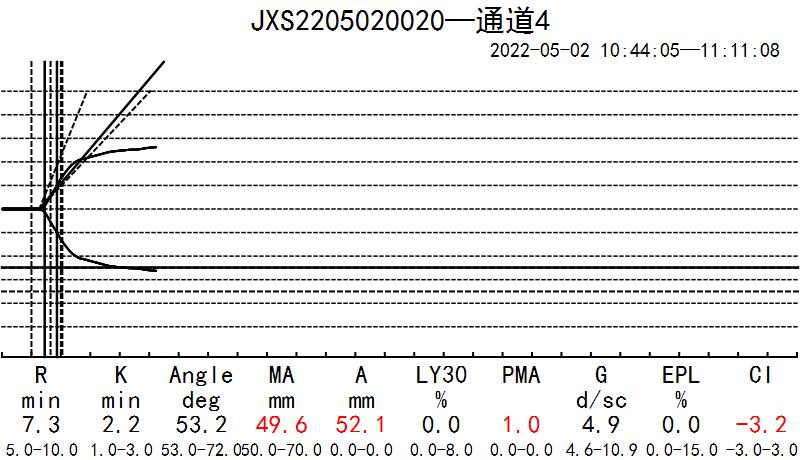 JXS2205020020—通道4
2022-05-02 10:44:05—11:11:08
R K Angle MA A LY30 PMA G EPL CI
min min deg mm mm % d/sc %
7.3 2.2 53.2 49.6 52.1 0.0 1.0 4.9 0.0 -3.2
5.0-10.0 1.0-3.0 53.0-72.0 50.0-70.0 0.0-0.0 0.0-8.0 0.0-0.0 4.6-10.9 0.0-15.0 -3.0-3.0